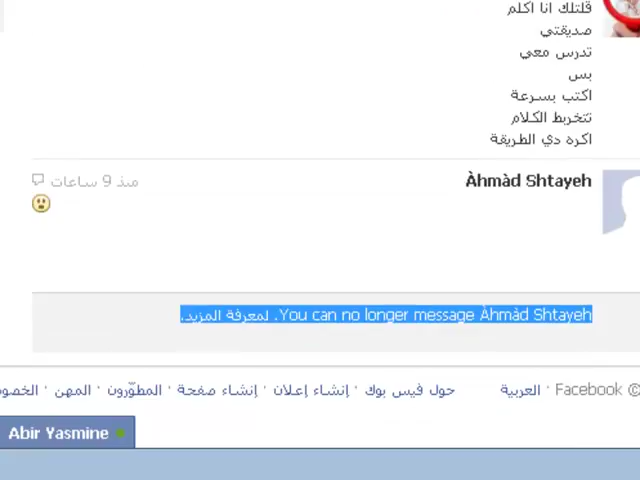 قلتلك انا اكلم
صديقتي
تدرس معي
بس
اكتب بسرعة
تتخربط الكلام
اكره دي الطريقة
Àhmàd Shtayeh
منذ 9 ساعات
You can no longer message Àhmàd Shtayeh. لمعرفة المزيد.
Facebook © · العربية
حول فيس بوك · إنشاء إعلان · إنشاء صفحة · المطوّرون · المهن ·
Abir Yasmine